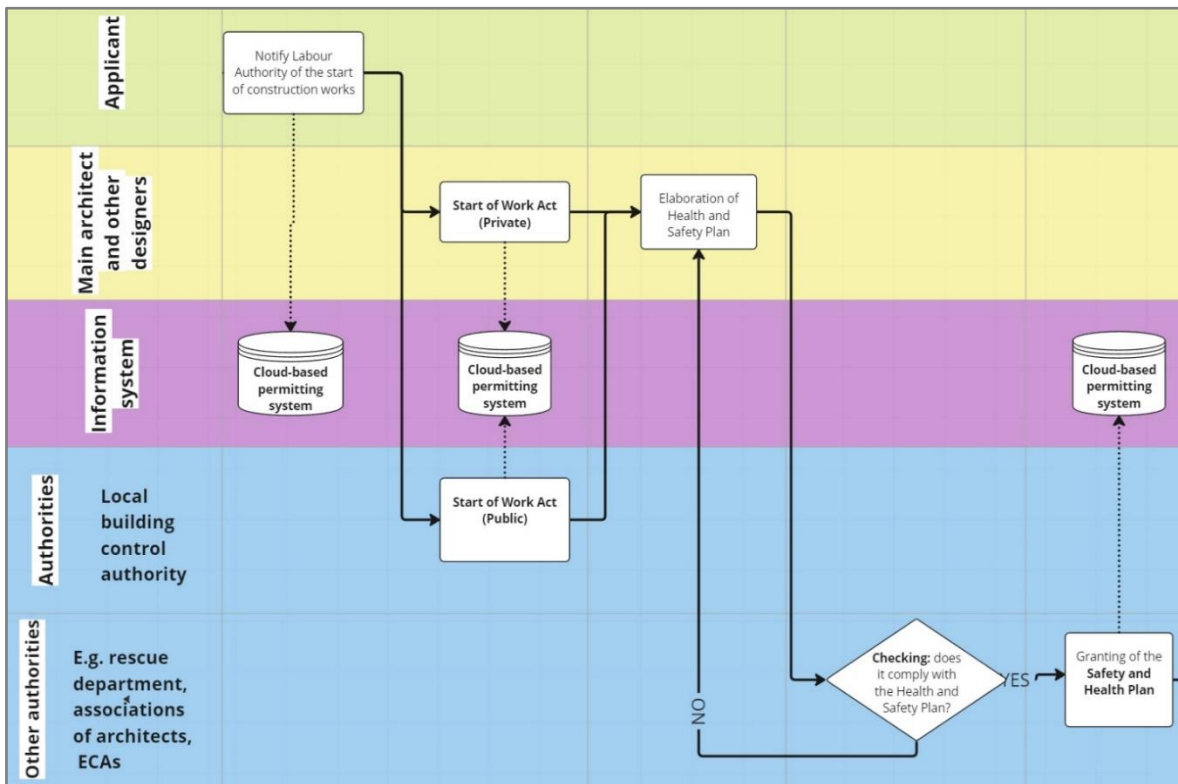 Applicant
Notify Labour
Authority of the start
of construction works
Main architect
and other
designers
Start of Work Act
(Private)
Elaboration of
Health and
Safety Plan
Information
system
Cloud-based
permitting
system
Cloud-based
permitting
system
Cloud-based
permitting
system
Authorities
Local
building
control
authority
Start of Work Act
(Public)
Other authorities
E.g. rescue
department,
associations
of architects,
ECAs
Checking: does
it comply with
the Health and
Safety Plan?
YES
NO
Granting of the
Safety and
Health Plan